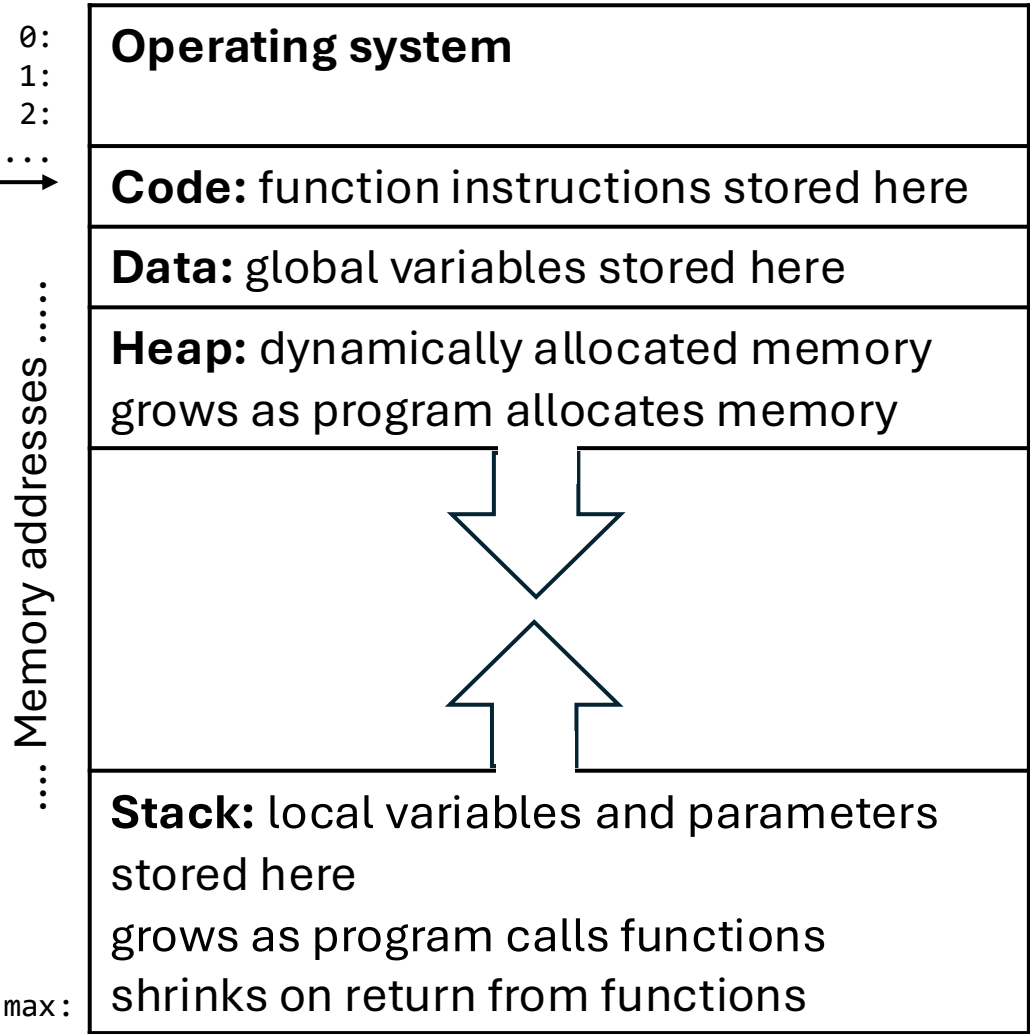 0:
1:
2:
...
Operating system
Code: function instructions stored here
Data: global variables stored here
Heap: dynamically allocated memory
grows as program allocates memory
.... Memory addresses .....
Stack: local variables and parameters
stored here
grows as program calls functions
shrinks on return from functions
max: